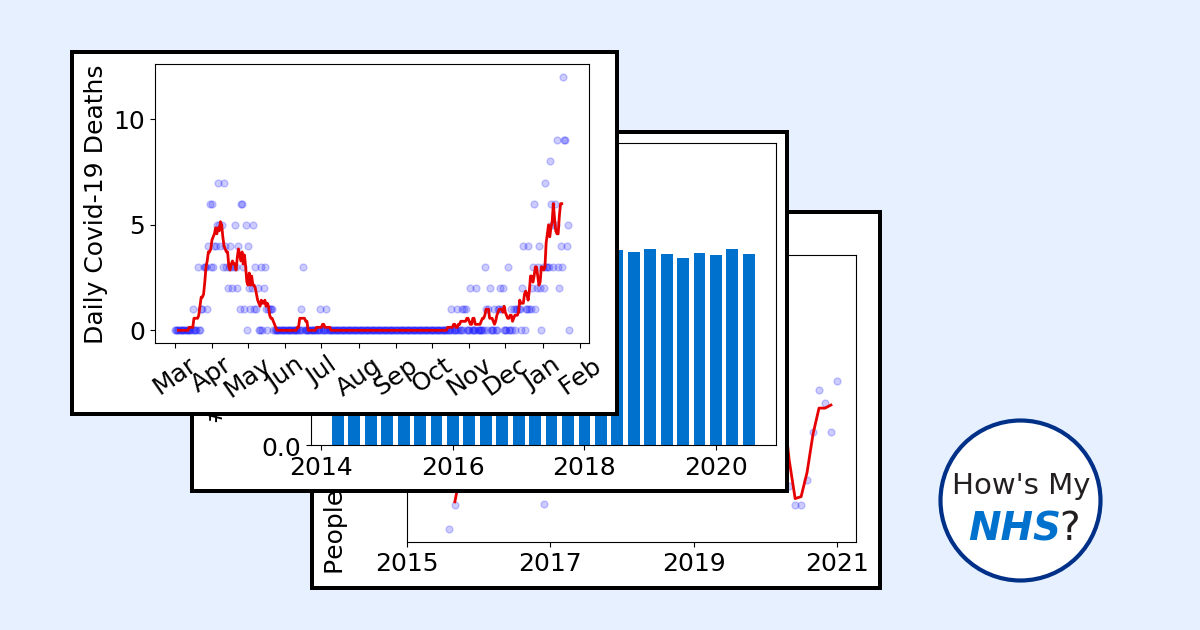 Daily Covid-19 Deaths
10
5
0
Mar Apr May Jun Jul Aug Sep Oct Nov Dec Jan Feb
0.0
2014 2016 2018 2020
People
2015 2017 2019 2021
How's My
NHS?